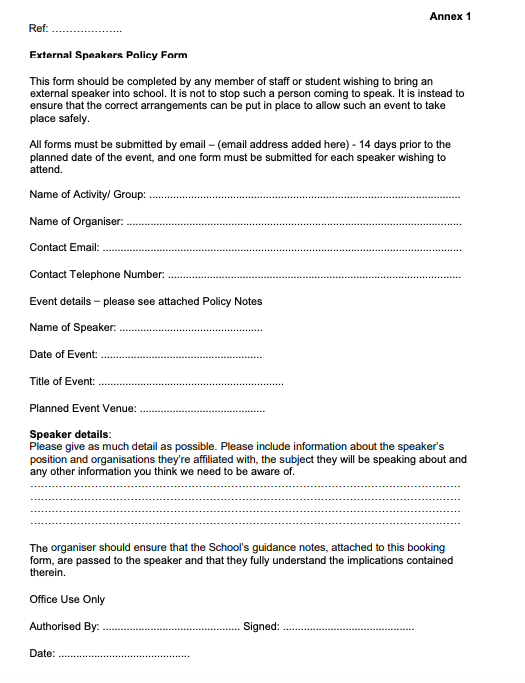 Annex 1
Ref: ………………..
External Speakers Policy Form
This form should be completed by any member of staff or student wishing to bring an
external speaker into school. It is not to stop such a person coming to speak. It is instead to
ensure that the correct arrangements can be put in place to allow such an event to take
place safely.
All forms must be submitted by email – (email address added here) - 14 days prior to the
planned date of the event, and one form must be submitted for each speaker wishing to
attend.
Name of Activity/ Group: ........................................................................................................
Name of Organiser: ................................................................................................................
Contact Email: ........................................................................................................................
Contact Telephone Number: ..................................................................................................
Event details – please see attached Policy Notes
Name of Speaker: ................................................
Date of Event: ......................................................
Title of Event: ..............................................................
Planned Event Venue: ..........................................
Speaker details:
Please give as much detail as possible. Please include information about the speaker’s
position and organisations they’re affiliated with, the subject they will be speaking about and
any other information you think we need to be aware of.
…………………………………………………………………………………………………………
…………………………………………………………………………………………………………
…………………………………………………………………………………………………………
…………………………………………………………………………………………………………
The organiser should ensure that the School’s guidance notes, attached to this booking
form, are passed to the speaker and that they fully understand the implications contained
therein.
Office Use Only
Authorised By: .............................................. Signed: ............................................
Date: ............................................